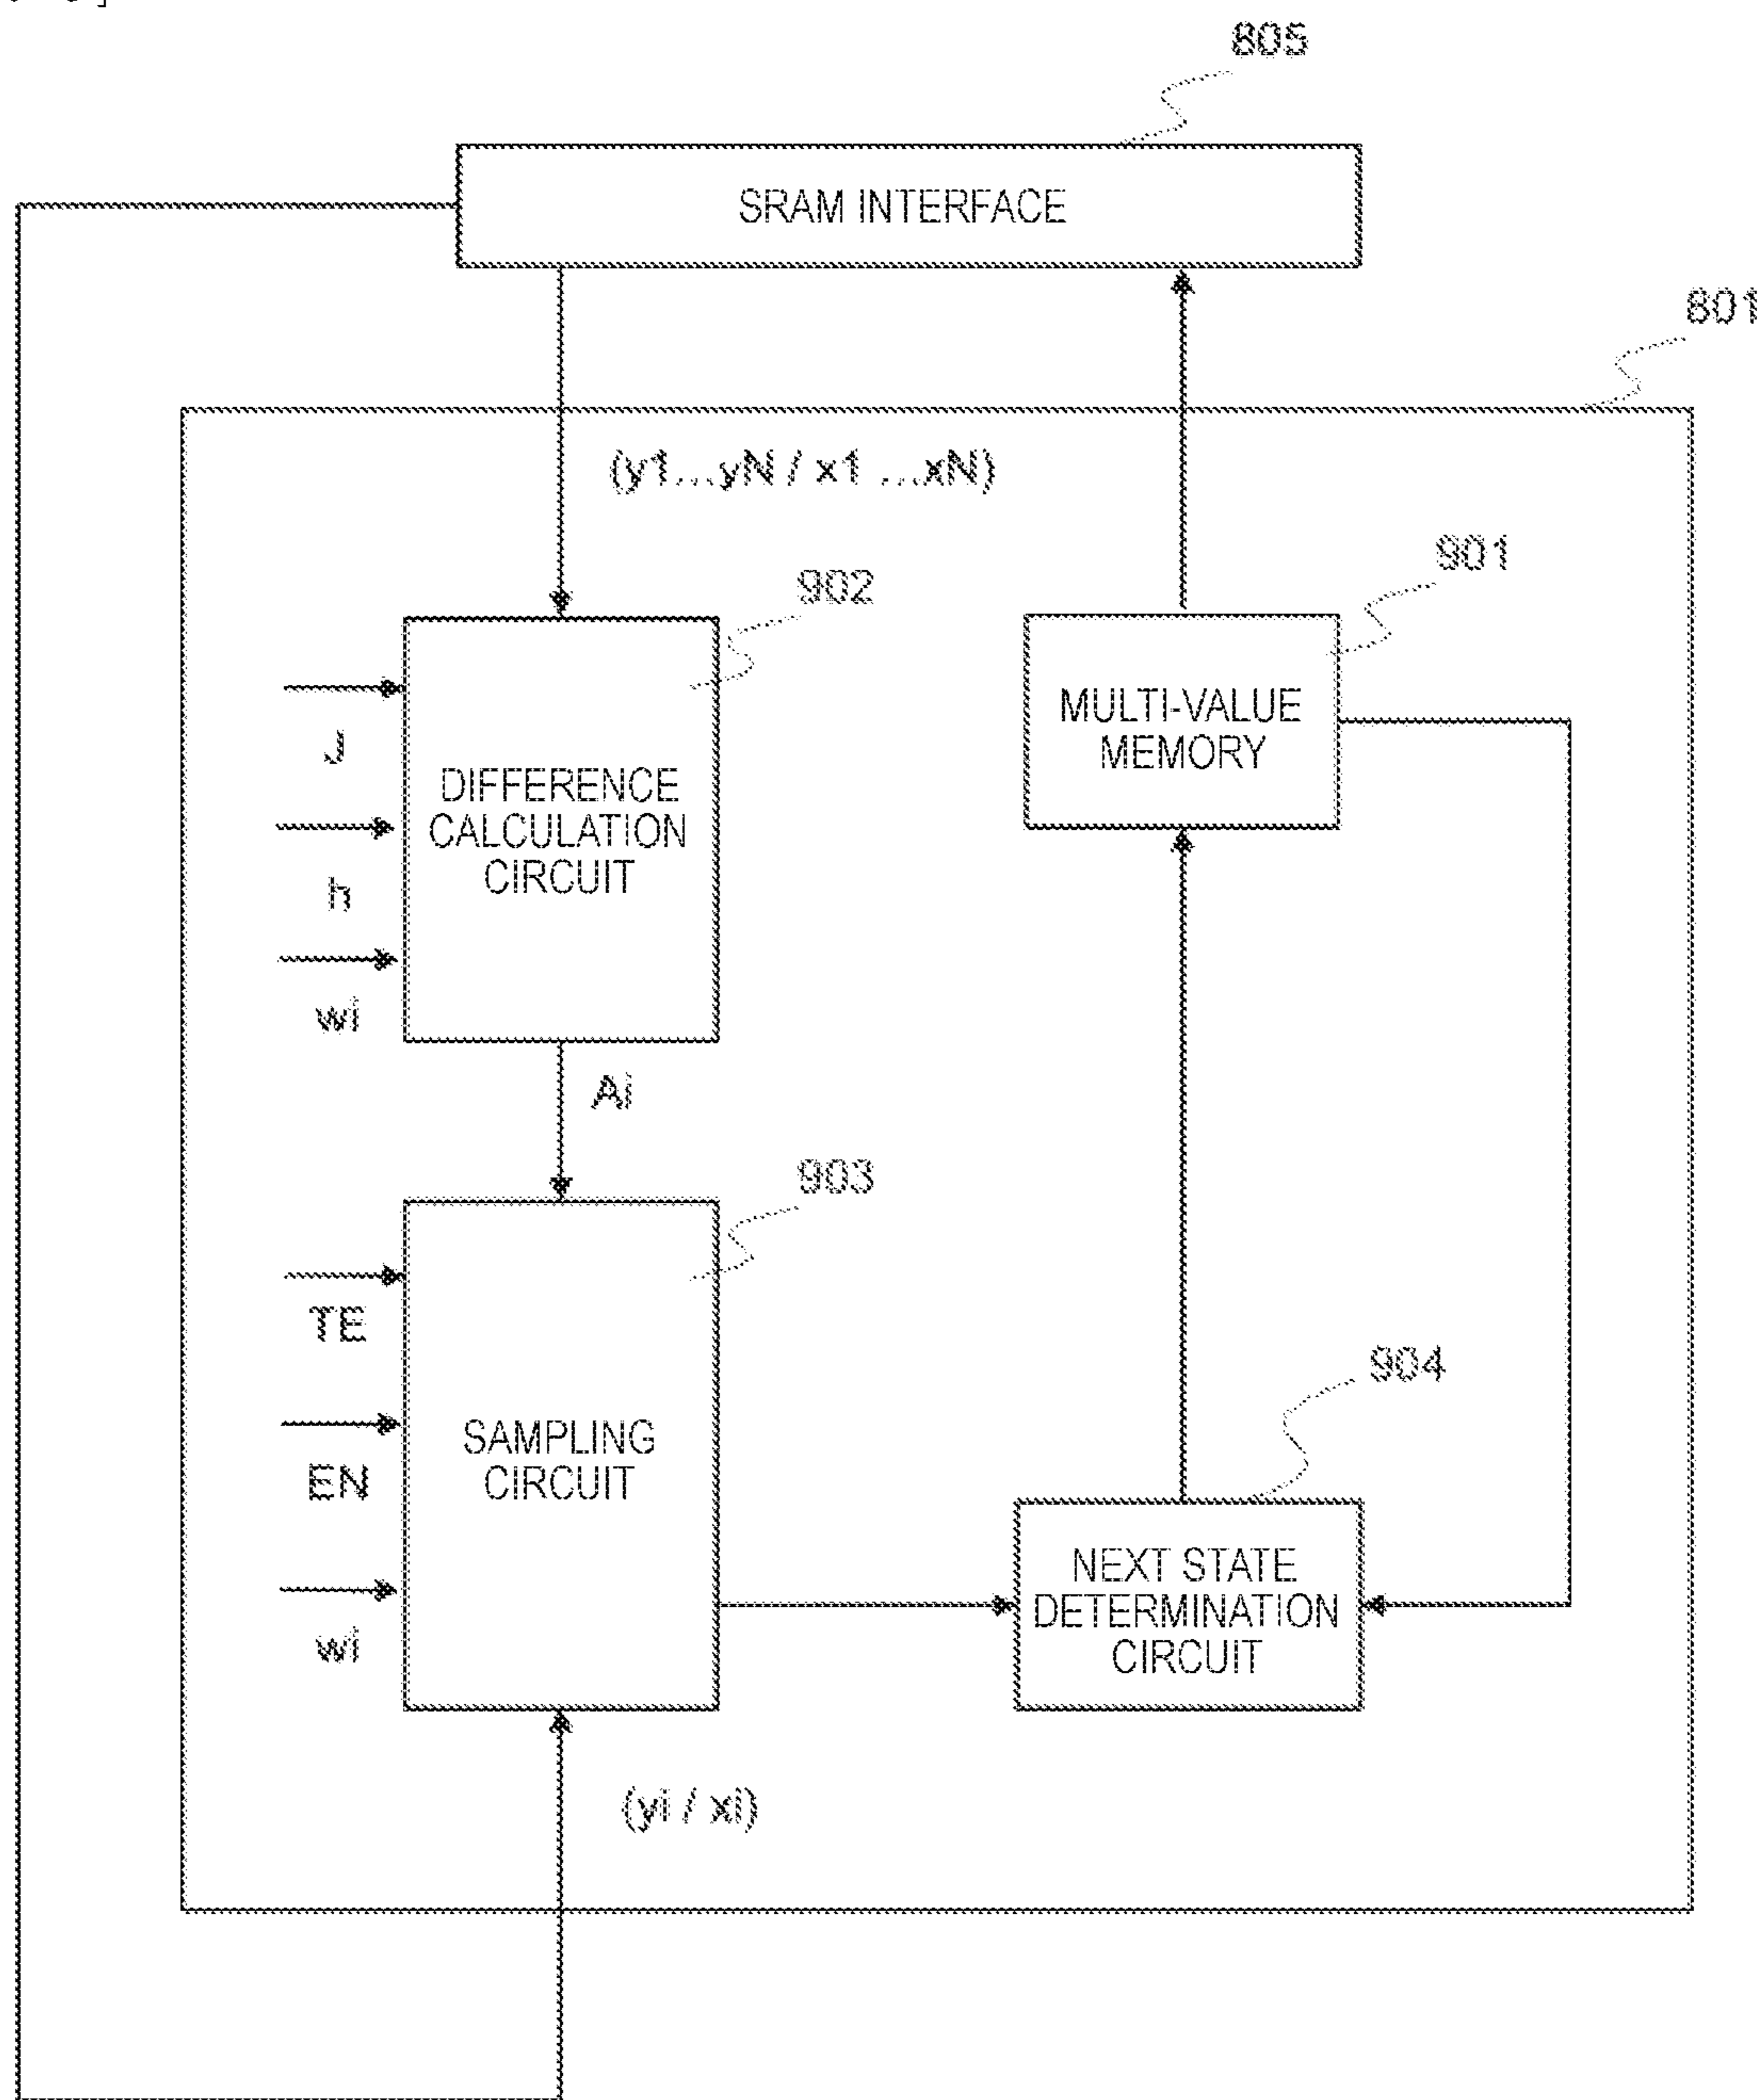 805
SRAM INTERFACE
801
(y1...yN / x1 ...xN)
901
902
MULTI-VALUE
MEMORY
J
DIFFERENCE
CALCULATION
CIRCUIT
h
wi
Ai
903
TE
904
SAMPLING
CIRCUIT
EN
NEXT STATE
DETERMINATION
CIRCUIT
wi
(yi / xi)